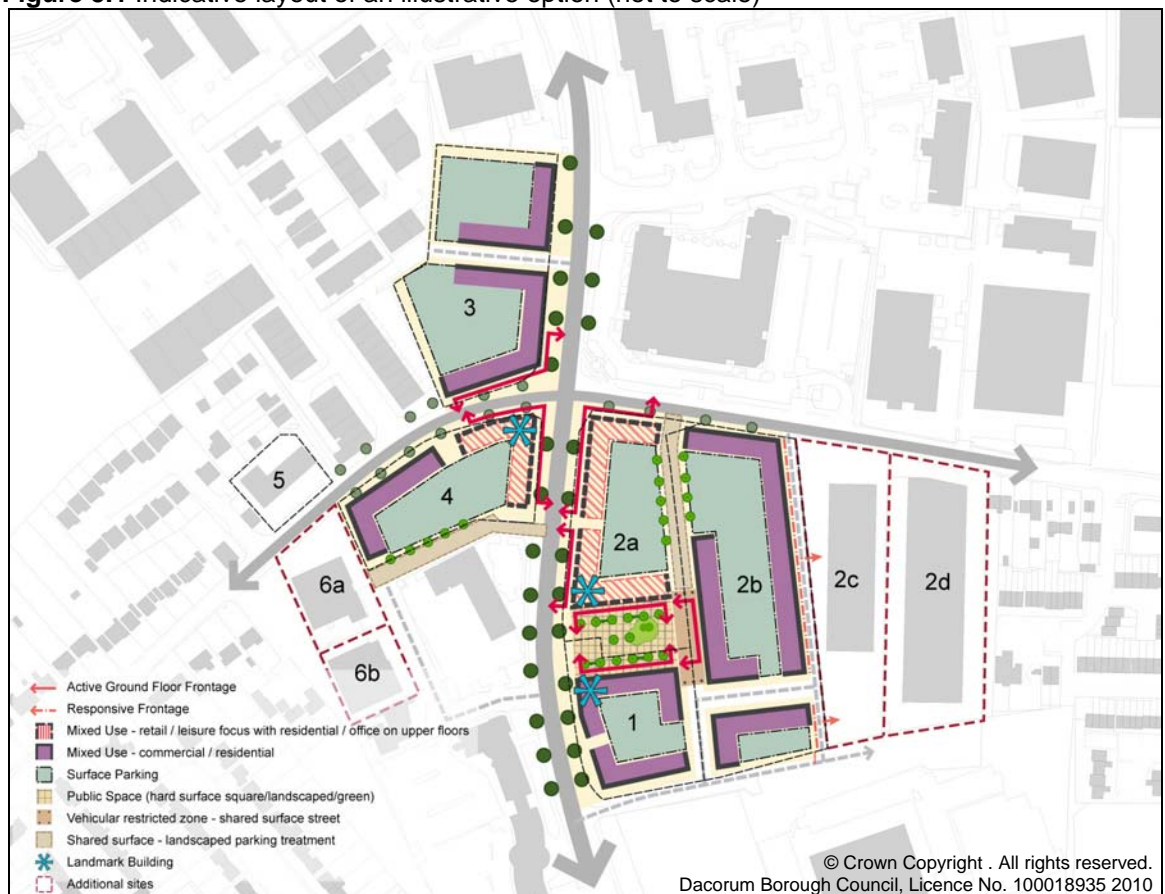 Figure 3.1 Indicative layout of an illustrative option (not to scale)
3
5
4
2a
2b
2c
2d
6a
6b
1
Active Ground Floor Frontage
Responsive Frontage
Mixed Use - retail / leisure focus with residential / office on upper floors
Mixed Use - commercial / residential
Surface Parking
Public Space (hard surface square/landscaped/green)
Vehicular restricted zone - shared surface street
Shared surface - landscaped parking treatment
Landmark Building
Additional sites
© Crown Copyright . All rights reserved.
Dacorum Borough Council, Licence No. 100018935 2010